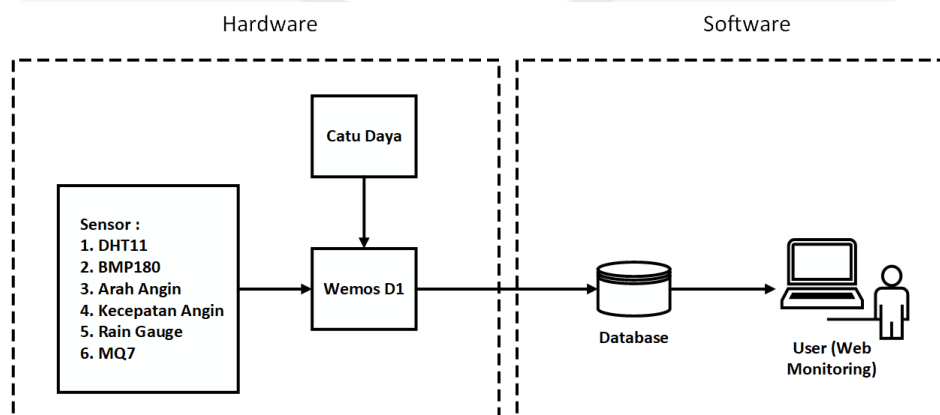 Hardware
Software
Catu Daya
Sensor :
1. DHT11
2. BMP180
3. Arah Angin
4. Kecepatan Angin
5. Rain Gauge
6. MQ7
Wemos D1
Database
User (Web
Monitoring)